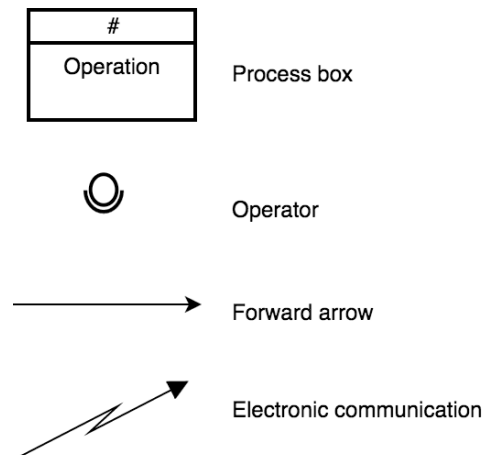 #
Operation
Process box
Operator
Forward arrow
Electronic communication